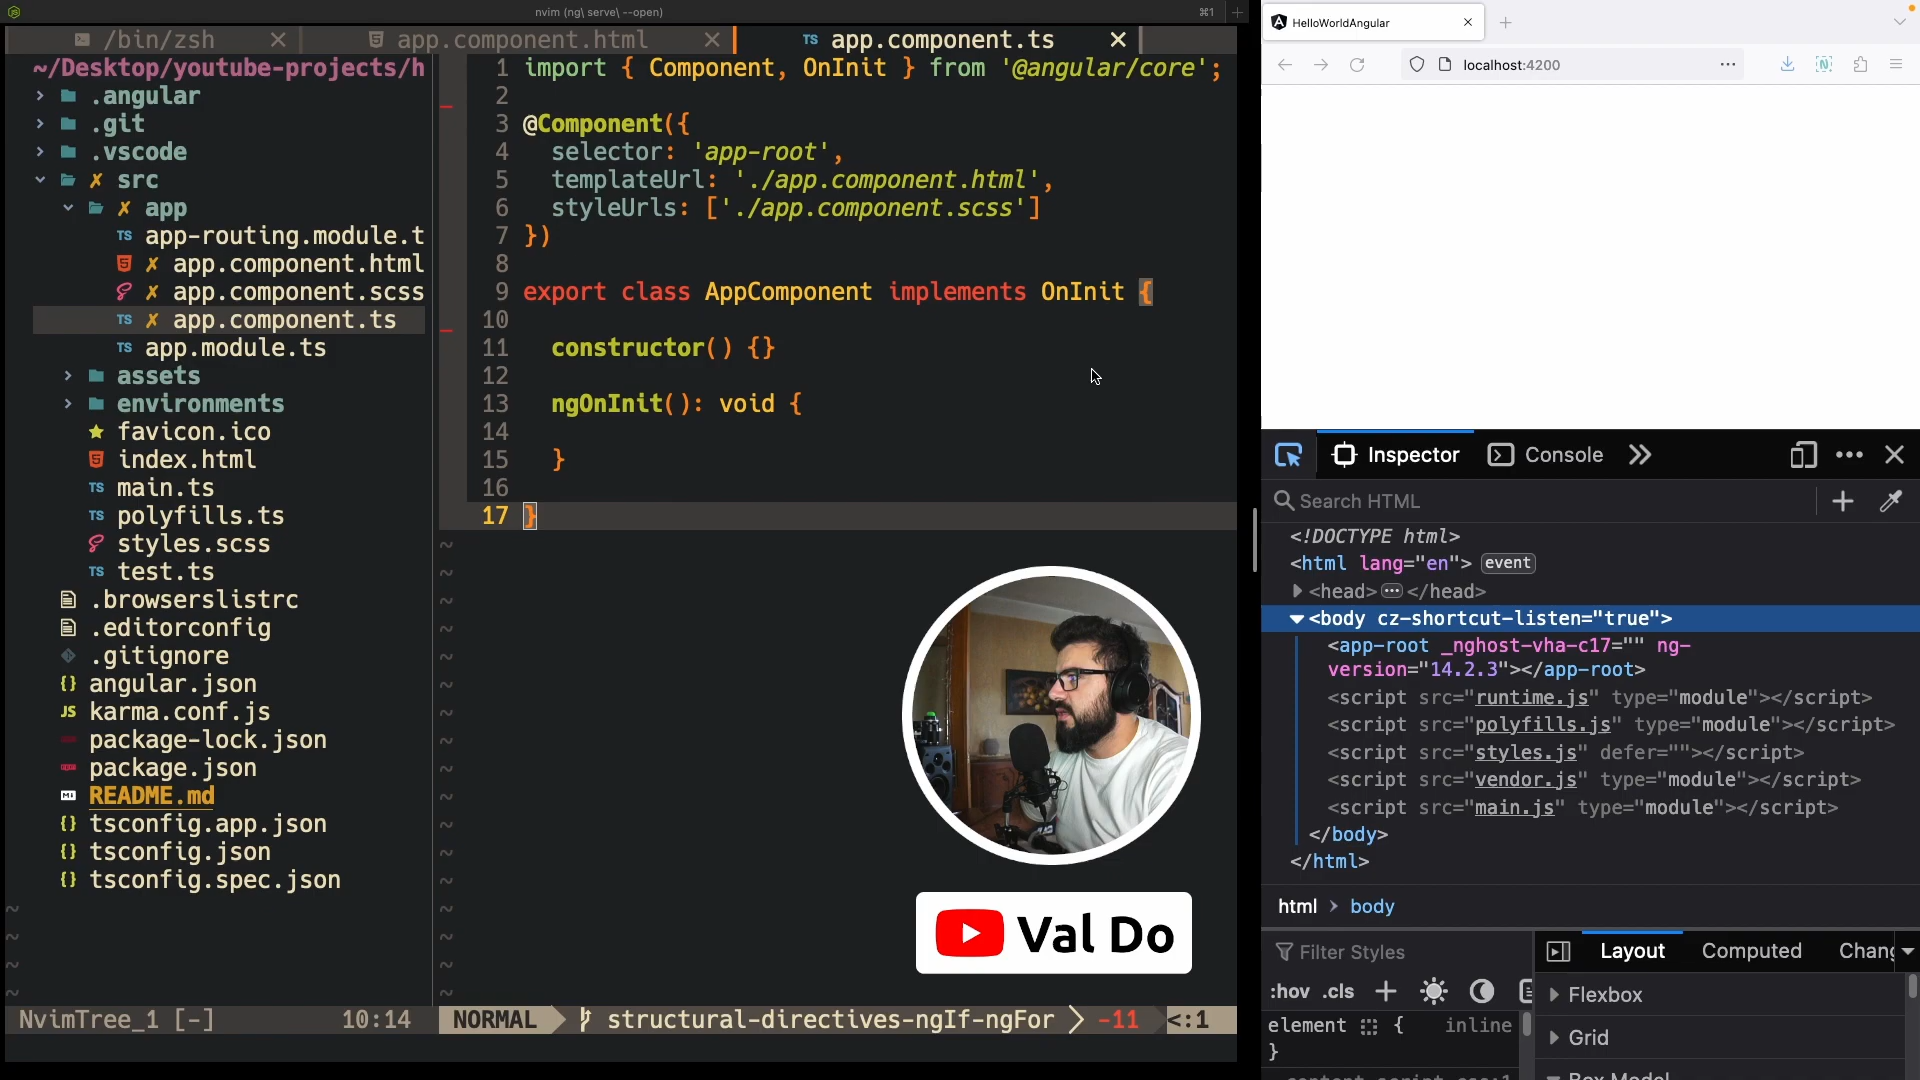 nvim (ng\ serve\ --open)
⌘1
/bin/zsh
app.component.html
TS app.component.ts
~/Desktop/youtube-projects/h
.angular
.git
.vscode
src
app
TS app-routing.module.t
app.component.html
app.component.scss
TS app.component.ts
TS app.module.ts
assets
environments
favicon.ico
index.html
TS main.ts
TS polyfills.ts
styles.scss
TS test.ts
.browserslistrc
.editorconfig
.gitignore
{} angular.json
JS karma.conf.js
package-lock.json
package.json
README.md
{} tsconfig.app.json
{} tsconfig.json
{} tsconfig.spec.json
NvimTree_1 [-] 10:14
1 import { Component, OnInit } from '@angular/core';
2
3 @Component({
4 selector: 'app-root',
5 templateUrl: './app.component.html',
6 styleUrls: ['./app.component.scss']
7 })
8
9 export class AppComponent implements OnInit {
10
11 constructor() {}
12
13 ngOnInit(): void {
14
15 }
16
17 }
Val Do
NORMAL structural-directives-ngIf-ngFor -11 <:1
HelloWorldAngular
localhost:4200
Inspector
Console
Search HTML
<!DOCTYPE html>
<html lang="en"> event
<head> ••• </head>
<body cz-shortcut-listen="true">
<app-root _nghost-vha-c17="" ng-
version="14.2.3"></app-root>
<script src="runtime.js" type="module"></script>
<script src="polyfills.js" type="module"></script>
<script src="styles.js" defer=""></script>
<script src="vendor.js" type="module"></script>
<script src="main.js" type="module"></script>
</body>
</html>
html > body
Filter Styles
:hov .cls
element { inline
}
Layout
Computed
Chang
Flexbox
Grid
Box Model